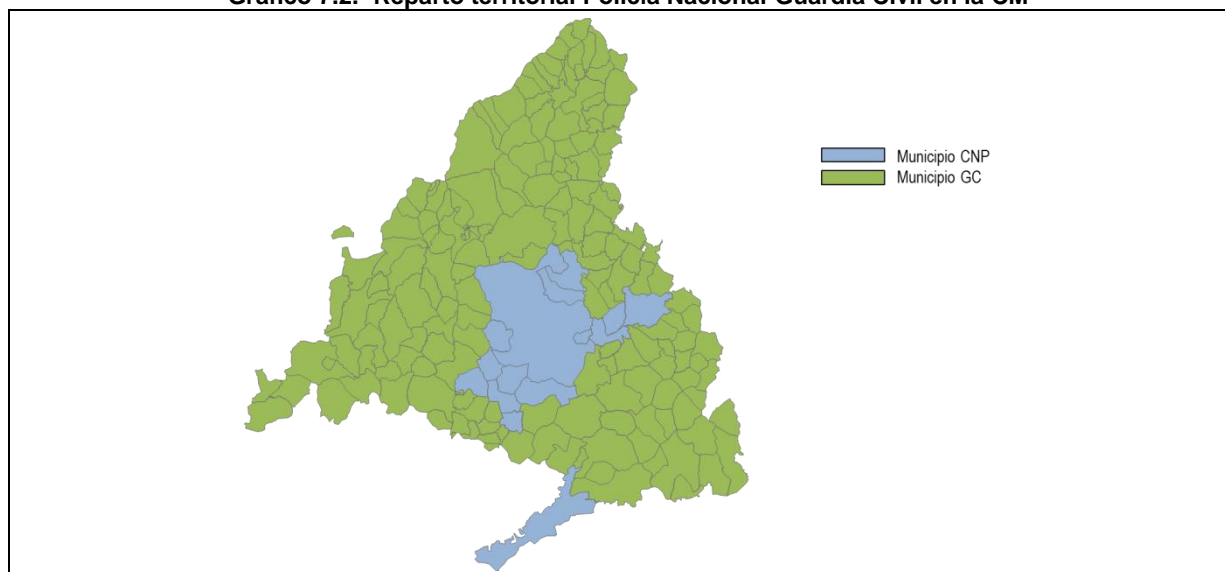 Gráfico 7.2.  Reparto territorial Policía Nacional-Guardia Civil en la CM
Municipio CNP
Municipio GC